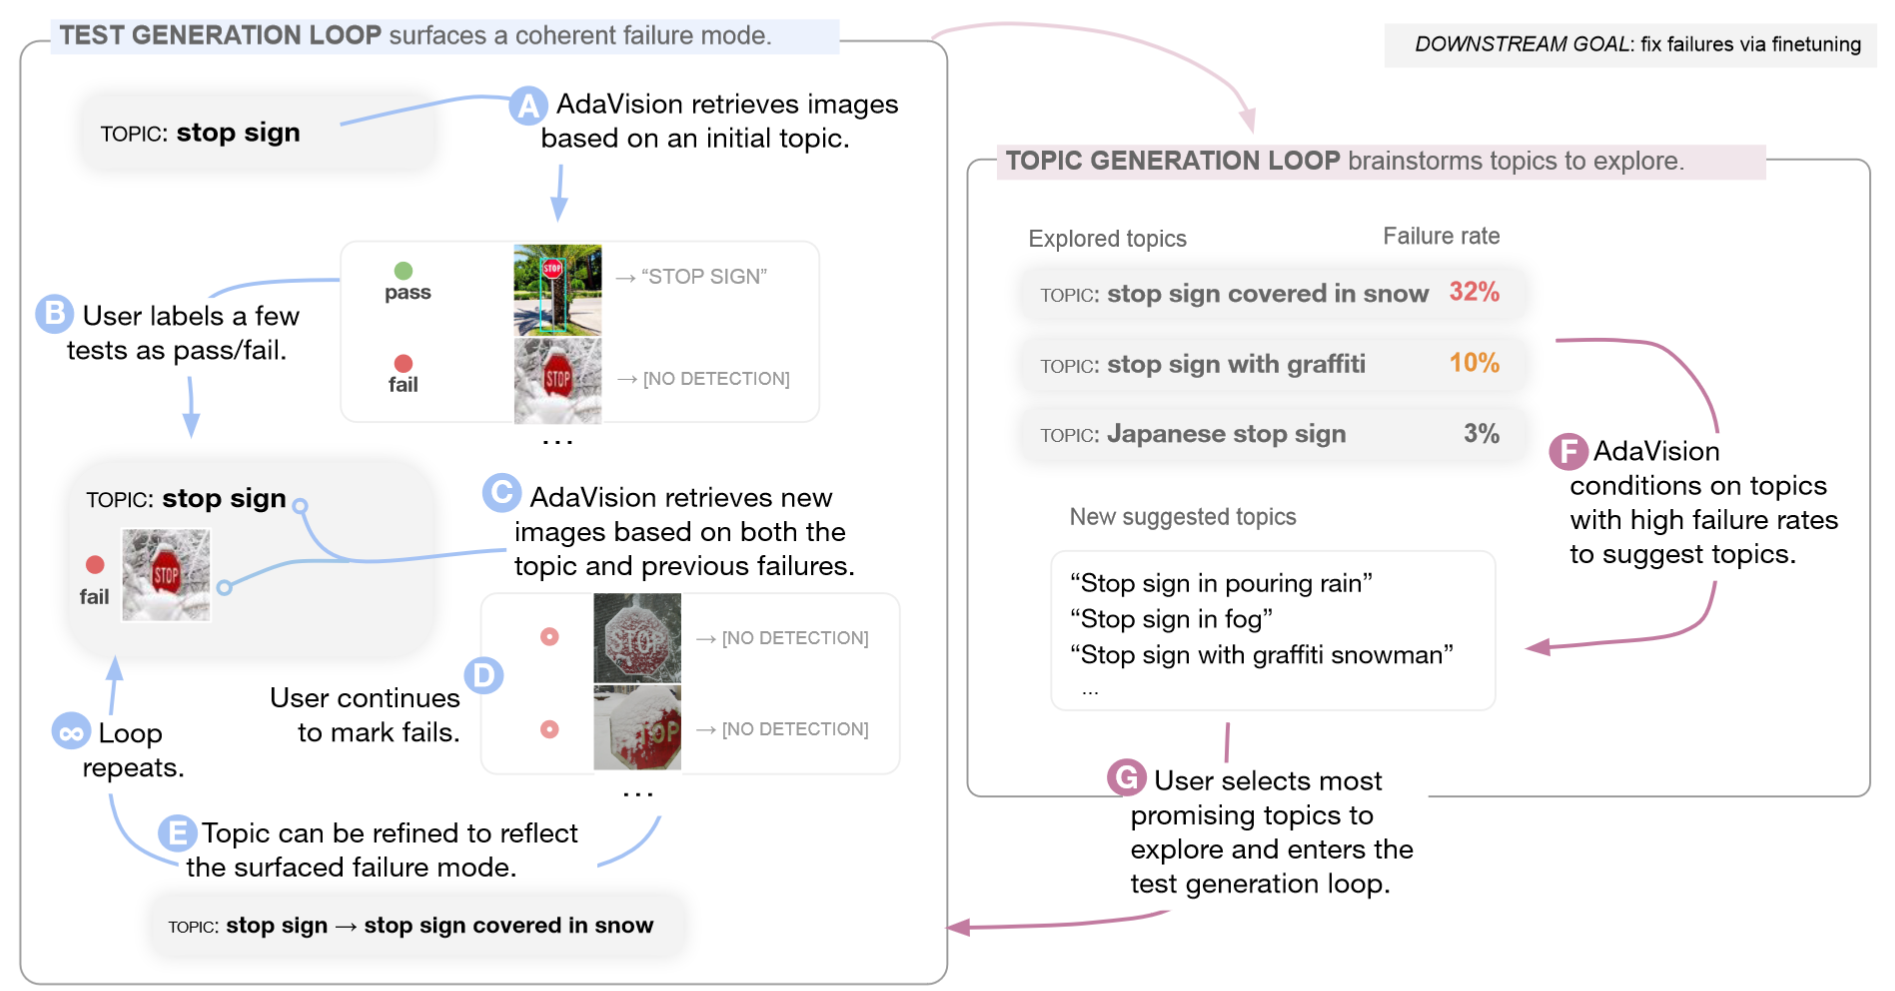 TEST GENERATION LOOP surfaces a coherent failure mode.
DOWNSTREAM GOAL: fix failures via finetuning
TOPIC: stop sign
A AdaVision retrieves images
based on an initial topic.
pass
STOP
→ “STOP SIGN”
fail
STOP
→ [NO DETECTION]
...
B User labels a few
tests as pass/fail.
TOPIC: stop sign
fail
STOP
C AdaVision retrieves new
images based on both the
topic and previous failures.
D
User continues
to mark fails.
STOP
→ [NO DETECTION]
TOP
→ [NO DETECTION]
...
E Topic can be refined to reflect
the surfaced failure mode.
TOPIC: stop sign → stop sign covered in snow
∞ Loop
repeats.
TOPIC GENERATION LOOP brainstorms topics to explore.
Explored topics Failure rate
TOPIC: stop sign covered in snow 32%
TOPIC: stop sign with graffiti 10%
TOPIC: Japanese stop sign 3%
F AdaVision
conditions on topics
with high failure rates
to suggest topics.
New suggested topics
“Stop sign in pouring rain”
“Stop sign in fog”
“Stop sign with graffiti snowman”
...
G User selects most
promising topics to
explore and enters the
test generation loop.